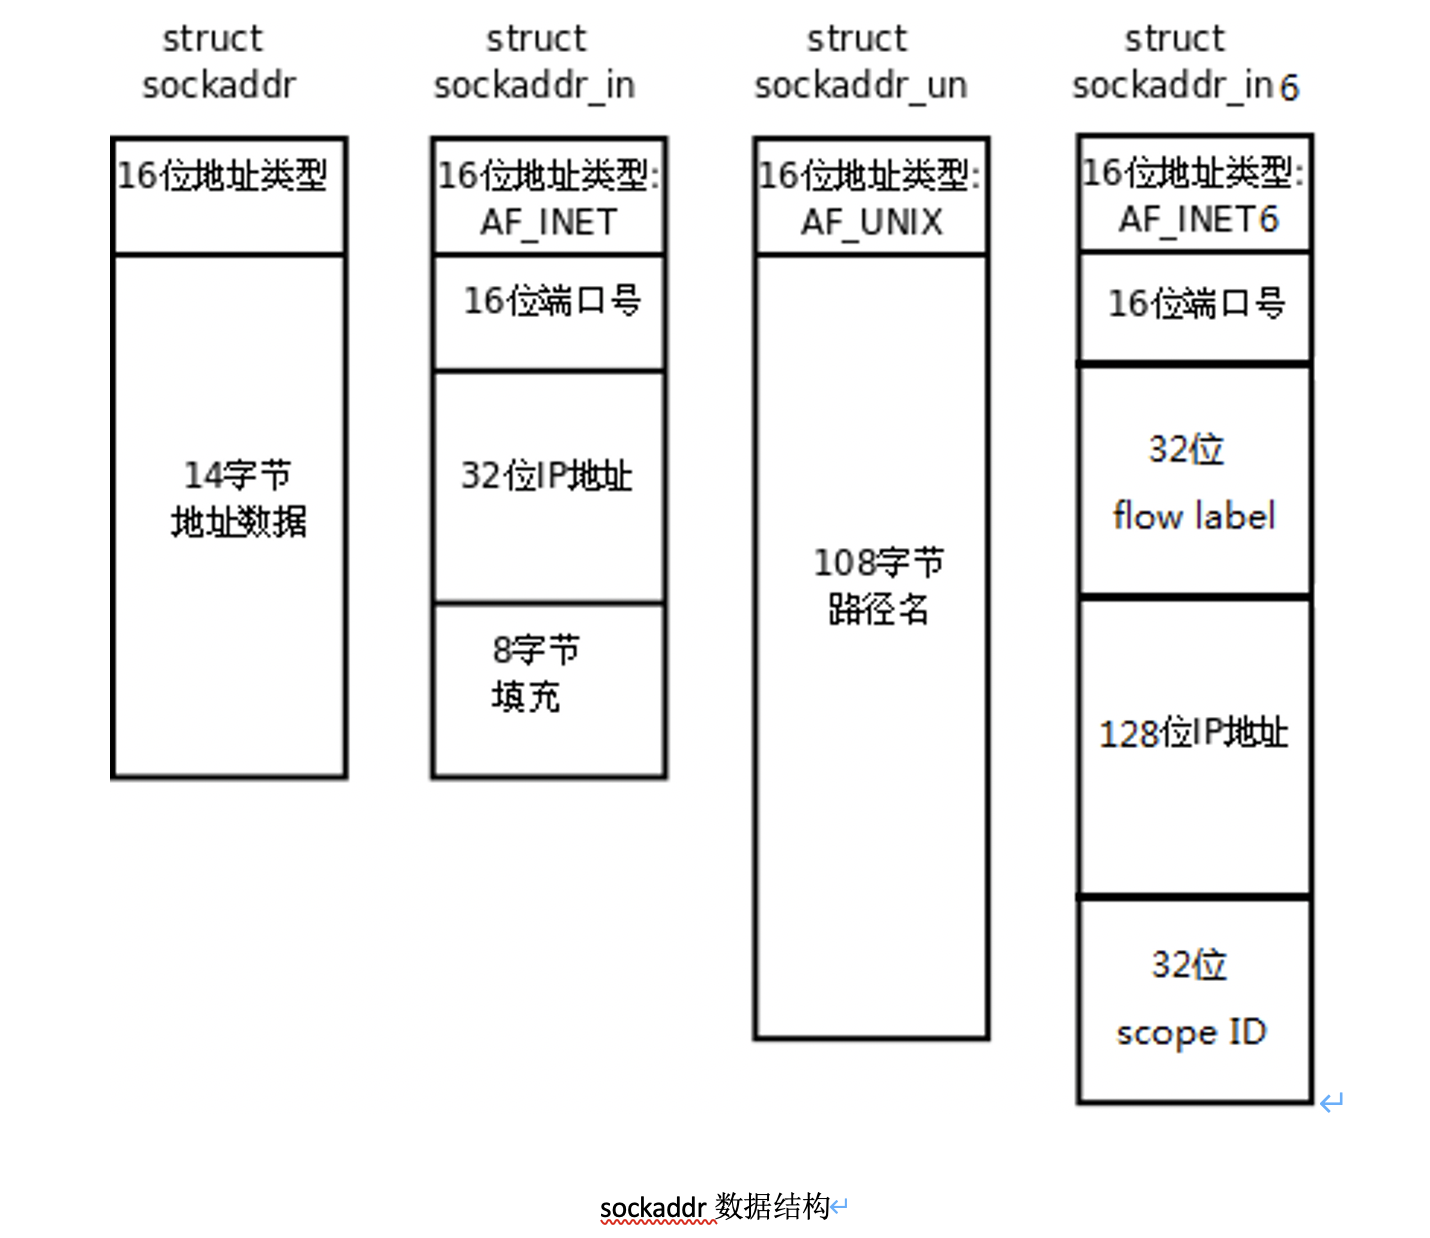 struct
sockaddr
16位地址类型
14字节
地址数据
struct
sockaddr_in
16位地址类型:
AF_INET
16位端口号
32位IP地址
8字节
填充
struct
sockaddr_un
16位地址类型:
AF_UNIX
108字节
路径名
struct
sockaddr_in6
16位地址类型:
AF_INET6
16位端口号
32位
flow label
128位IP地址
32位
scope ID
sockaddr 数据结构